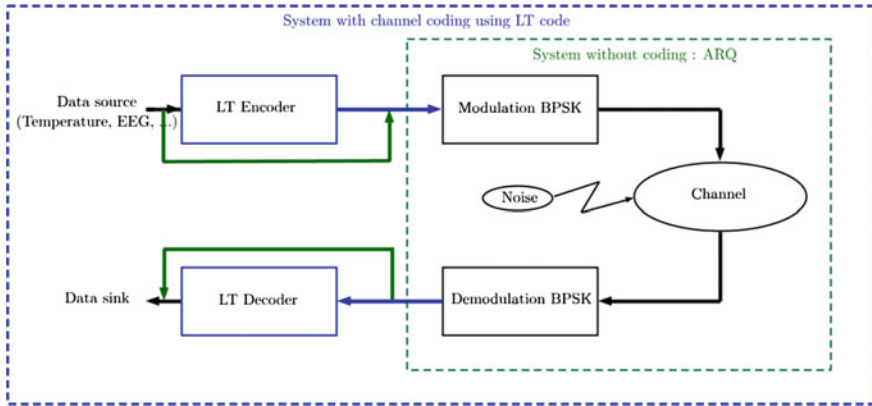 System with channel coding using LT code
System without coding : ARQ
Data source
(Temperature, EEG, ...)
LT Encoder
Modulation BPSK
Noise
Channel
Data sink
LT Decoder
Demodulation BPSK